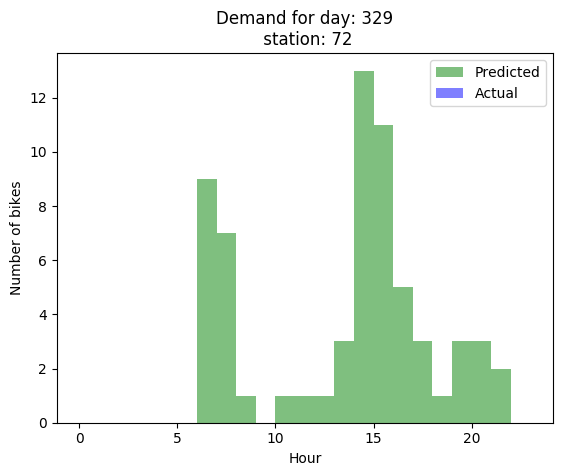 Demand for day: 329
station: 72
Predicted
Actual
Number of bikes
12
10
8
6
4
2
0
0
5
10
15
20
Hour